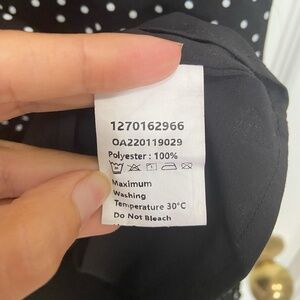 1270162966
OA220119029
Polyester : 100%
Maximum
Washing
Temperature 30°C
Do Not Bleach